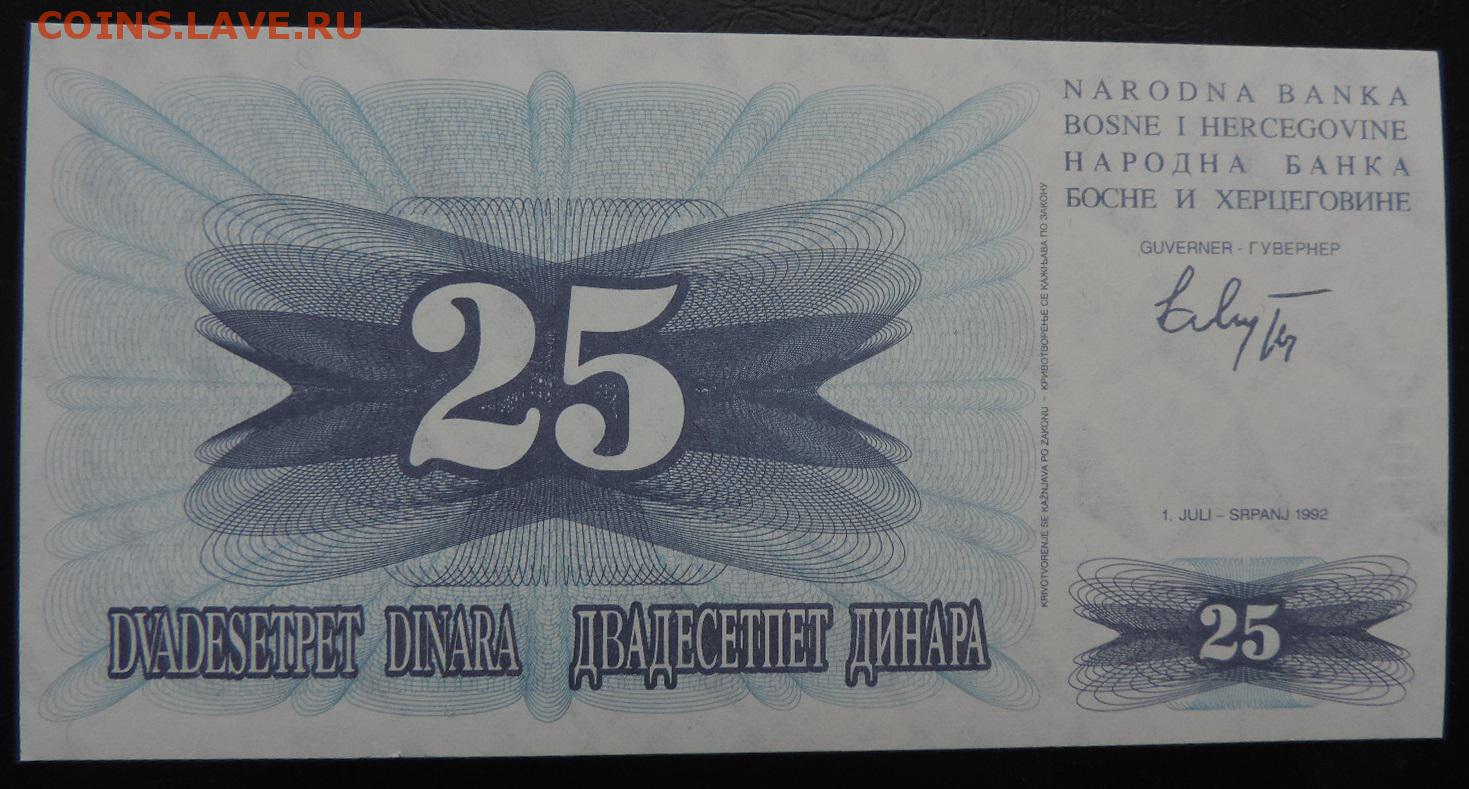 COINS.LAVE.RU
NARODNA BANKA
BOSNE I HERCEGOVINE
НАРОДНА БАНКА
БОСНЕ И ХЕРЦЕГОВИНЕ
GUVERNER - ГУВЕРНЕР
1. JULI – SRPANJ 1992
KRIVOTVORENJE SE KAŽNJAVA PO ZAKONU – КРИВОТВОРЕЊЕ СЕ КАЖЊАВА ПО ЗАКОНУ
25
DVADESETPET DINARA ДВАДЕСЕТПЕТ ДИНАРА
25